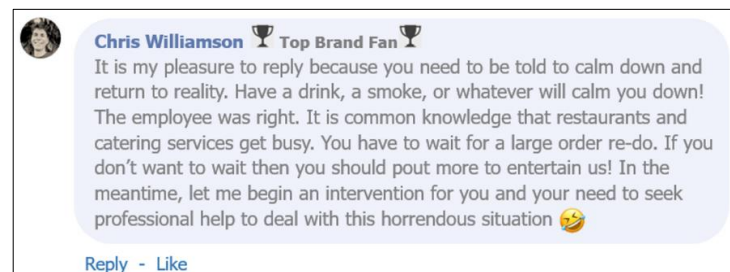 Chris Williamson 🏆 Top Brand Fan🏆
It is my pleasure to reply because you need to be told to calm down and
return to reality. Have a drink, a smoke, or whatever will calm you down!
The employee was right. It is common knowledge that restaurants and
catering services get busy. You have to wait for a large order re-do. If you
don’t want to wait then you should pout more to entertain us! In the
meantime, let me begin an intervention for you and your need to seek
professional help to deal with this horrendous situation 🤣
Reply - Like